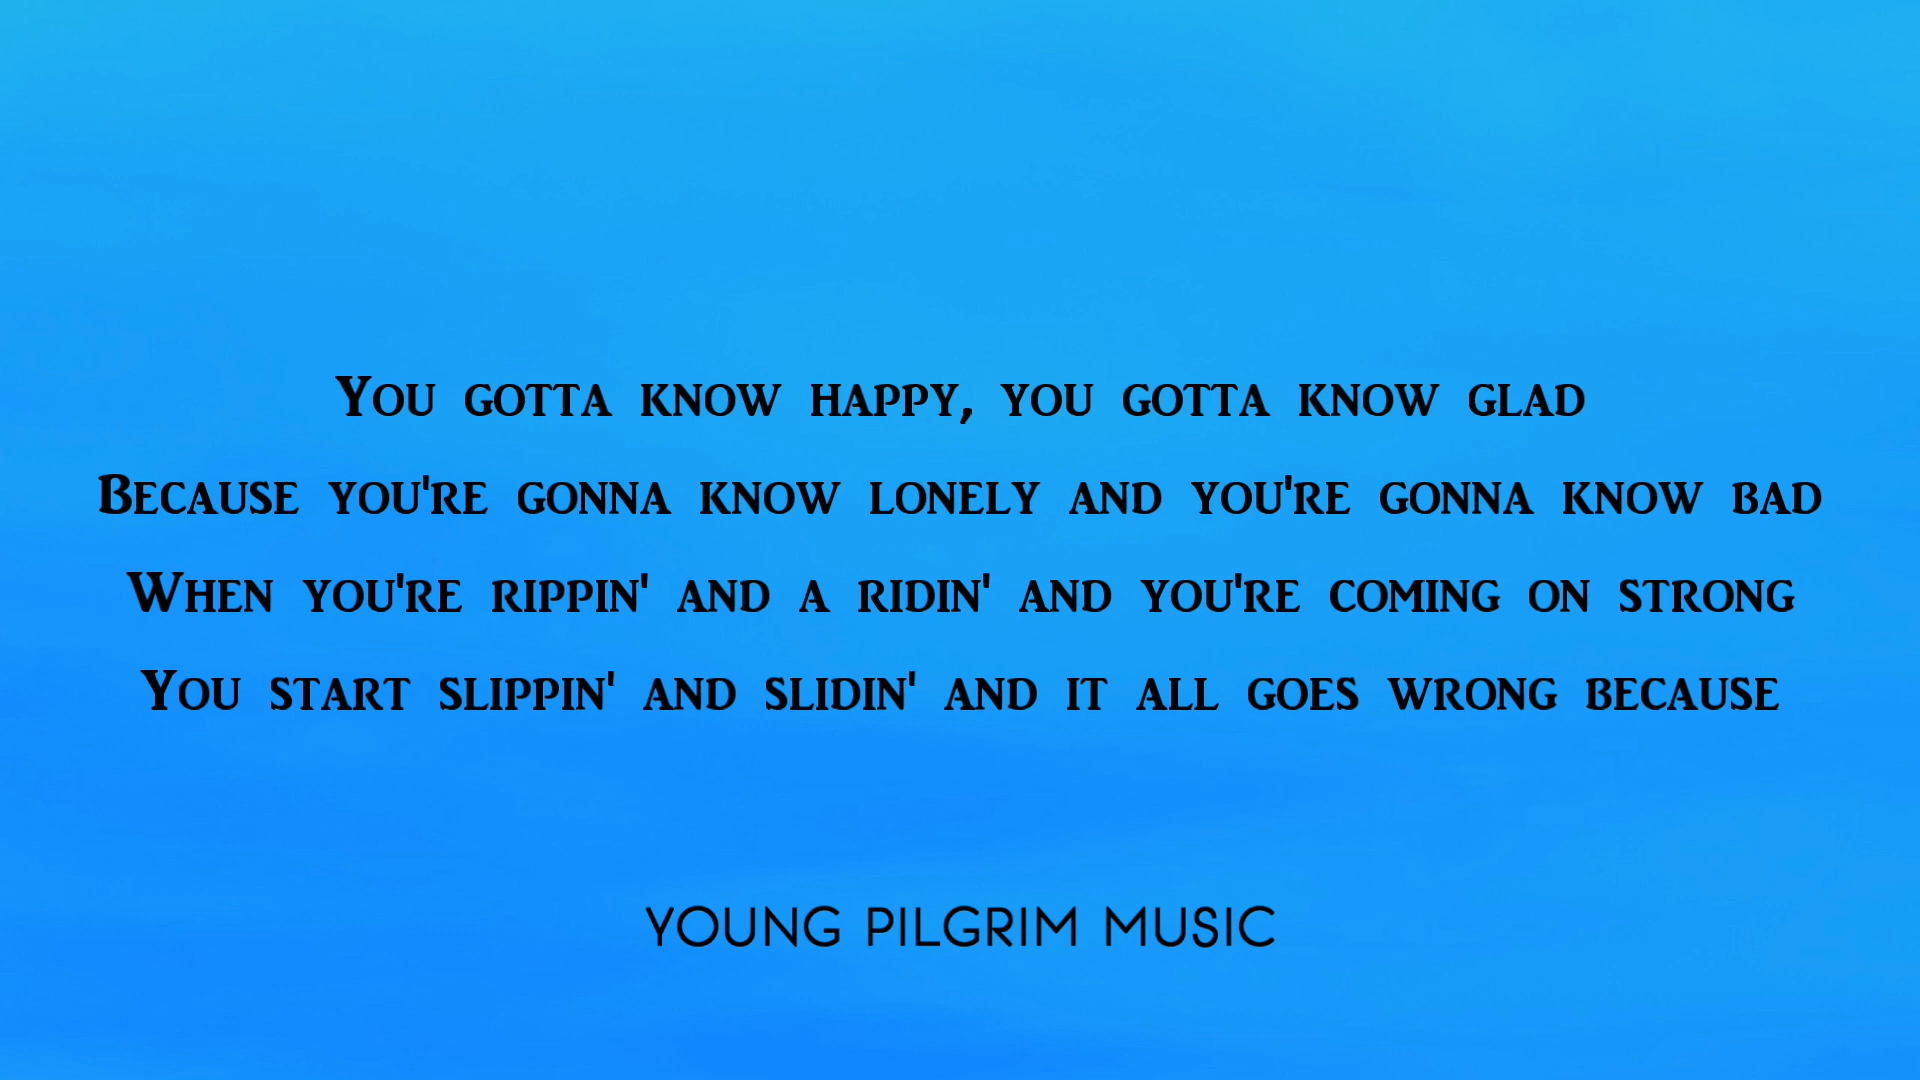 You gotta know happy, you gotta know glad
Because you're gonna know lonely and you're gonna know bad
When you're rippin' and a ridin' and you're coming on strong
You start slippin' and slidin' and it all goes wrong because
YOUNG PILGRIM MUSIC